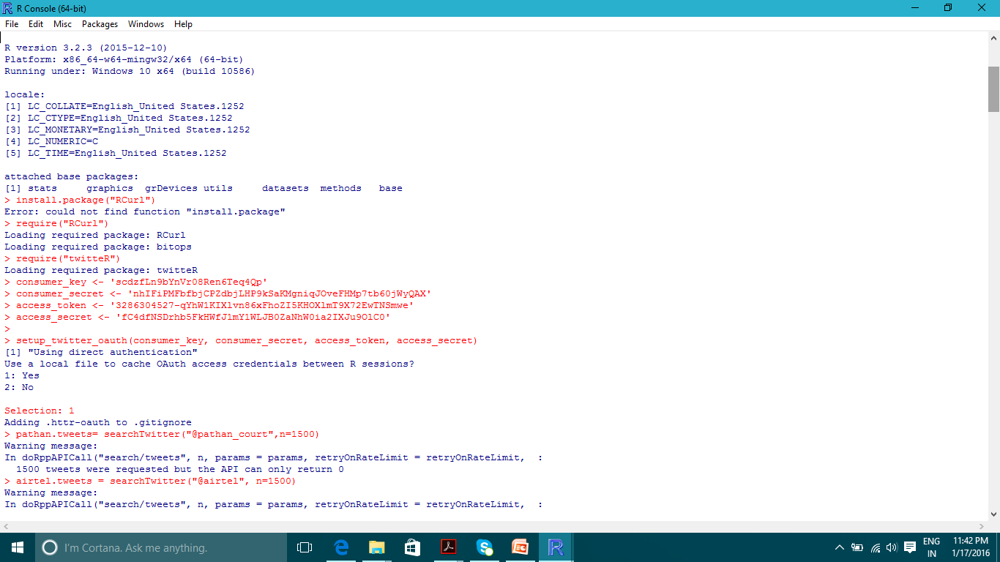 R Console (64-bit)
File Edit Misc Packages Windows Help
R version 3.2.3 (2015-12-10)
Platform: x86_64-w64-mingw32/x64 (64-bit)
Running under: Windows 10 x64 (build 10586)
locale:
[1] LC_COLLATE=English_United States.1252
[2] LC_CTYPE=English_United States.1252
[3] LC_MONETARY=English_United States.1252
[4] LC_NUMERIC=C
[5] LC_TIME=English_United States.1252
attached base packages:
[1] stats     graphics  grDevices utils     datasets  methods   base
> install.package("RCurl")
Error: could not find function "install.package"
> require("RCurl")
Loading required package: RCurl
Loading required package: bitops
> require("twitteR")
Loading required package: twitteR
> consumer_key <- 'scdzfLn9bYnVr08Ren6Teq4Qp'
> consumer_secret <- 'nhIFiPMFbfbjCPZdbjLHP9kSaKMgniqJOveFHMp7tb60jWyQAX'
> access_token <- '3286304527-qYhW1KIXlvn86xFhoZI5KHOXlmT9X72EwTNSmwe'
> access_secret <- 'fC4dfNSDrhb5FkHWfJ1mY1WLJB0ZaNhW0ia2IXJu9OlC0'
>
> setup_twitter_oauth(consumer_key, consumer_secret, access_token, access_secret)
[1] "Using direct authentication"
Use a local file to cache OAuth access credentials between R sessions?
1: Yes
2: No
Selection: 1
Adding .httr-oauth to .gitignore
> pathan.tweets= searchTwitter("@pathan_court",n=1500)
Warning message:
In doRppAPICall("search/tweets", n, params = params, retryOnRateLimit = retryOnRateLimit,  :
  1500 tweets were requested but the API can only return 0
> airtel.tweets = searchTwitter("@airtel", n=1500)
Warning message:
In doRppAPICall("search/tweets", n, params = params, retryOnRateLimit = retryOnRateLimit,  :
I'm Cortana. Ask me anything.
ENG
IN
11:42 PM
1/17/2016